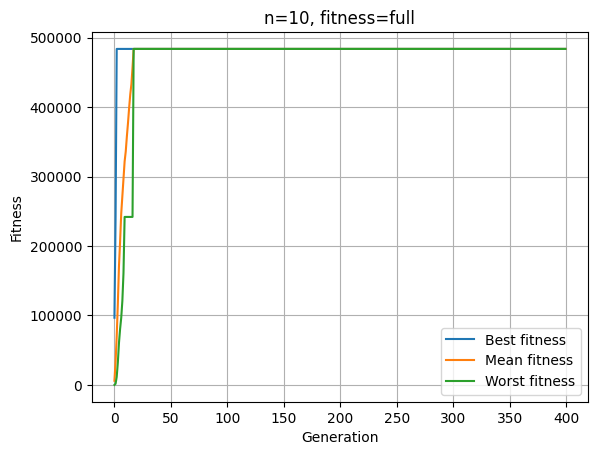 n=10, fitness=full
500000
400000
300000
200000
100000
0
Fitness
0 50 100 150 200 250 300 350 400
Generation
Best fitness
Mean fitness
Worst fitness